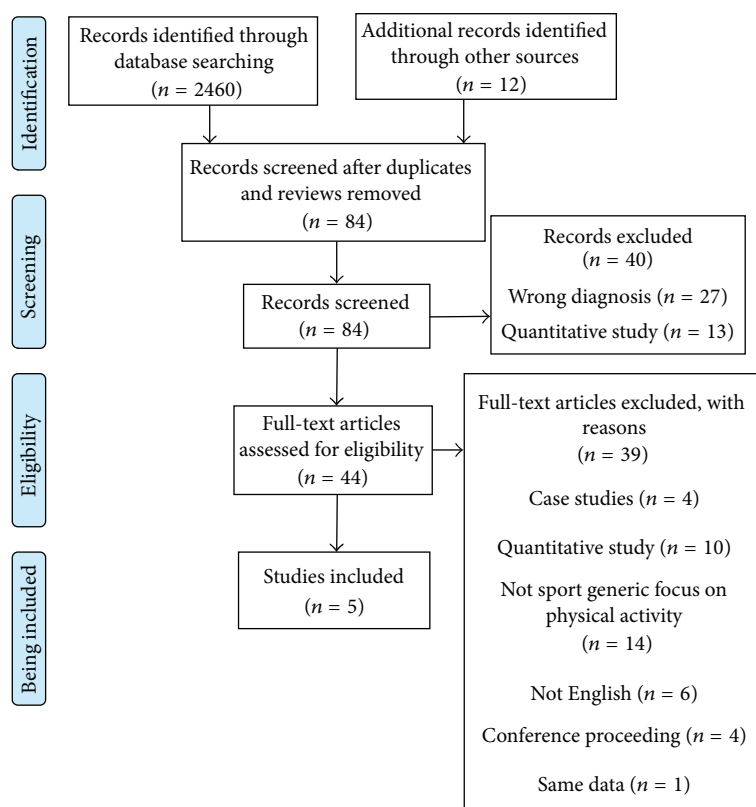 Identification
Records identified through
database searching
(n = 2460)
Additional records identified
through other sources
(n = 12)
Records screened after duplicates
and reviews removed
(n = 84)
Screening
Records screened
(n = 84)
Records excluded
(n = 40)
Wrong diagnosis (n = 27)
Quantitative study (n = 13)
Eligibility
Full-text articles
assessed for eligibility
(n = 44)
Full-text articles excluded, with
reasons
(n = 39)
Case studies (n = 4)
Quantitative study (n = 10)
Not sport generic focus on
physical activity
(n = 14)
Not English (n = 6)
Conference proceeding (n = 4)
Same data (n = 1)
Being included
Studies included
(n = 5)